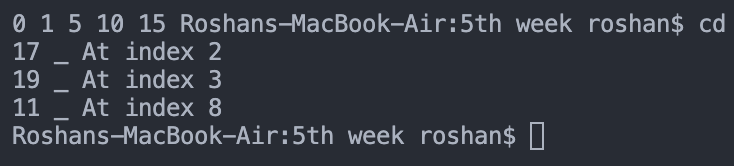 0 1 5 10 15 Roshans-MacBook-Air:5th week roshan$ cd
17 _ At index 2
19 _ At index 3
11 _ At index 8
Roshans-MacBook-Air:5th week roshan$